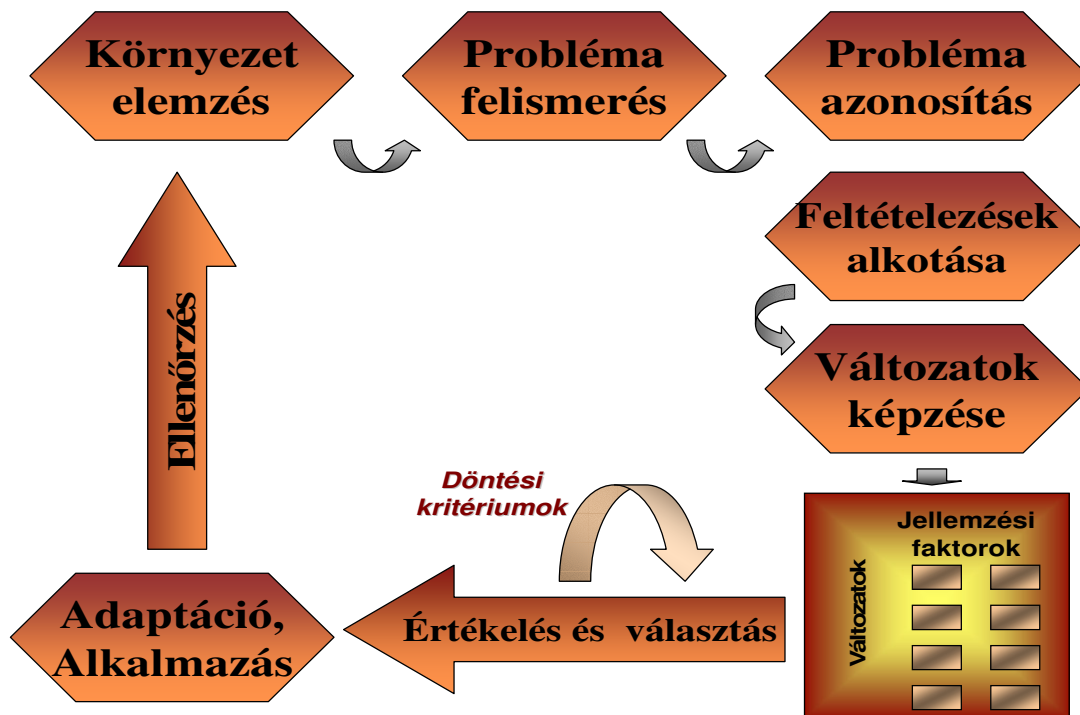 Környezet
elemzés
Probléma
felismerés
Probléma
azonosítás
Feltételezések
alkotása
Változatok
képzése
Jellemzési
faktorok
Változatok
Döntési
kritériumok
Értékelés és választás
Adaptáció,
Alkalmazás
Ellenőrzés